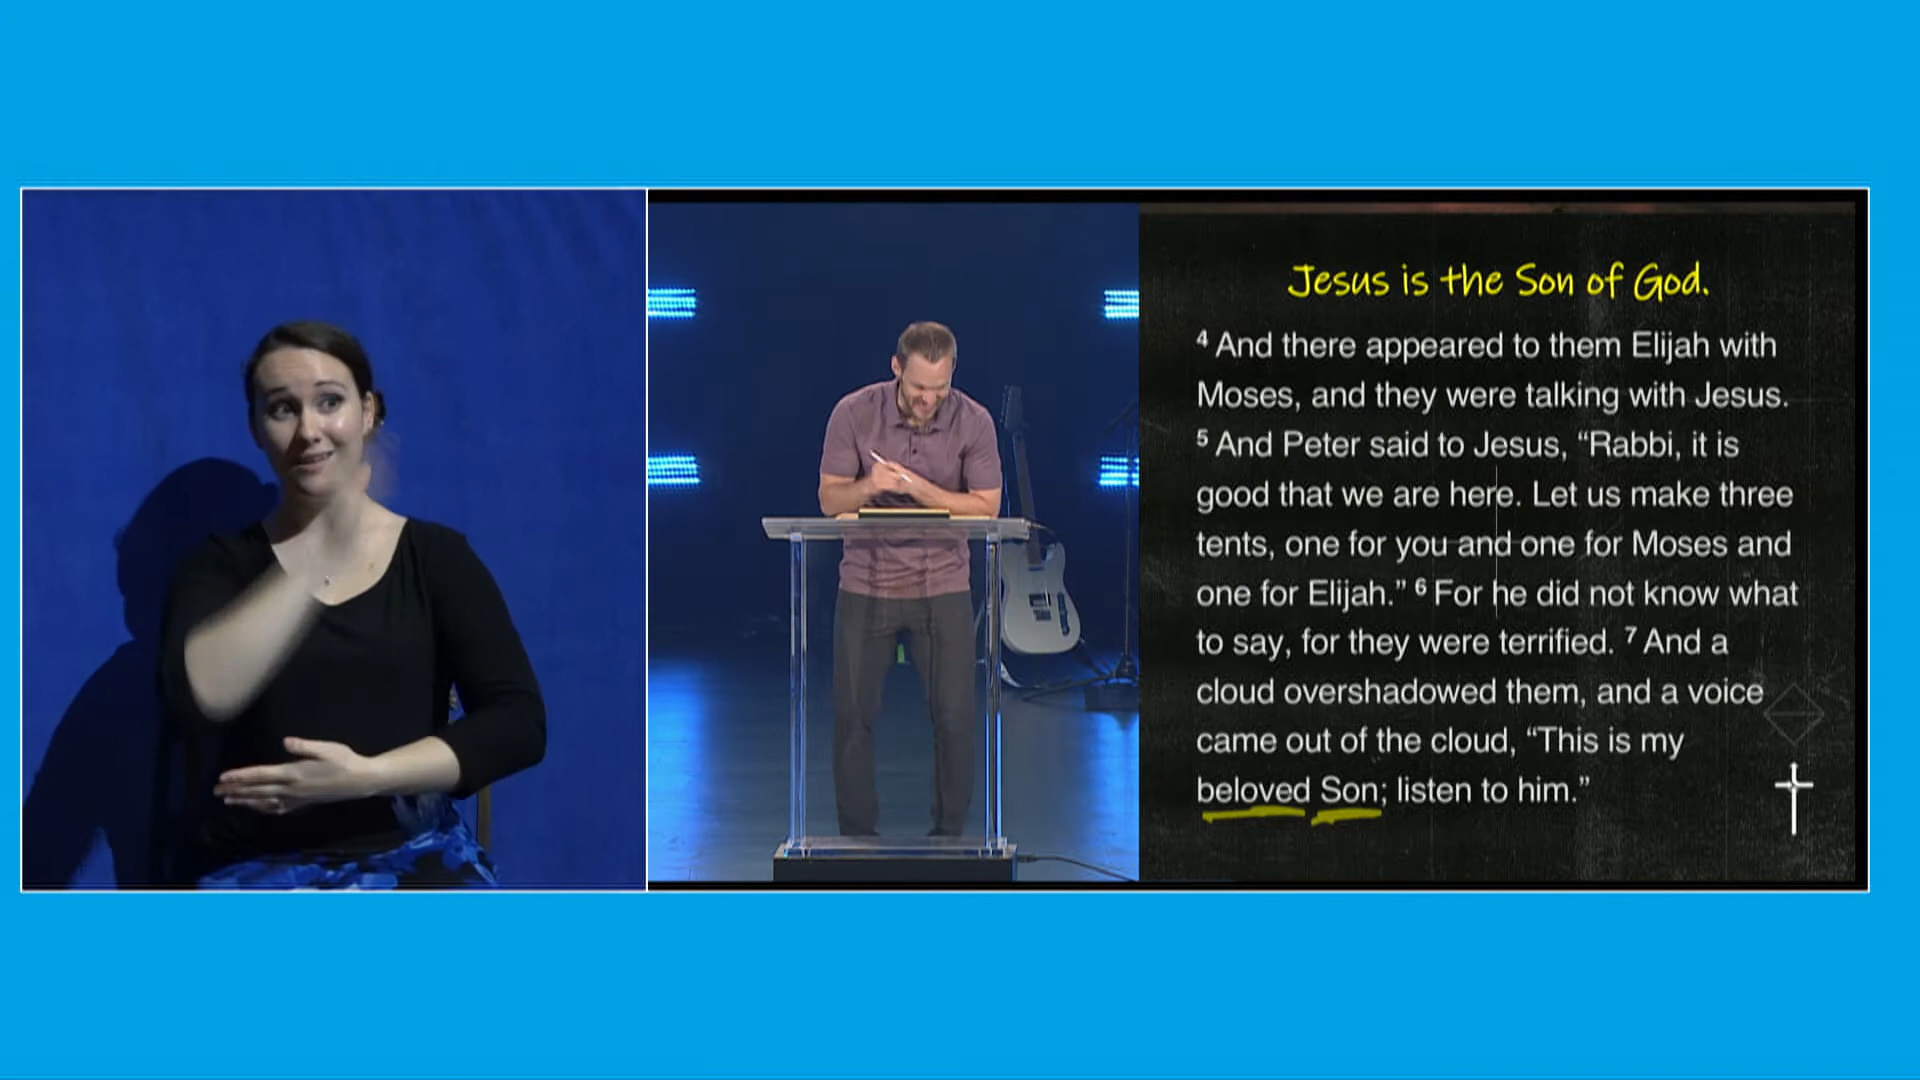 Jesus is the Son of God.
4 And there appeared to them Elijah with
Moses, and they were talking with Jesus.
5 And Peter said to Jesus, “Rabbi, it is
good that we are here. Let us make three
tents, one for you and one for Moses and
one for Elijah.” 6 For he did not know what
to say, for they were terrified. 7 And a
cloud overshadowed them, and a voice
came out of the cloud, “This is my
beloved Son; listen to him.”